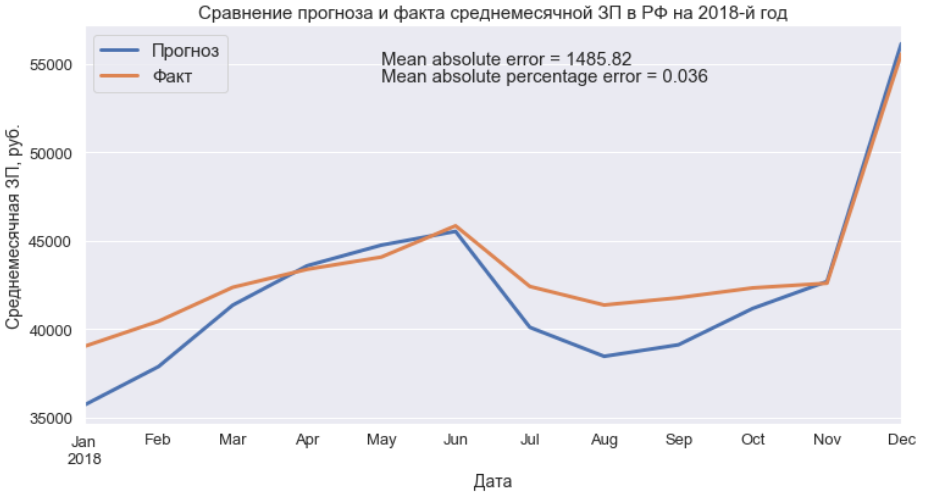 Сравнение прогноза и факта среднемесячной ЗП в РФ на 2018-й год
Прогноз
Факт
Mean absolute error = 1485.82
Mean absolute percentage error = 0.036
Среднемесячная ЗП, руб.
55000
50000
45000
40000
35000
Jan Feb Mar Apr May Jun Jul Aug Sep Oct Nov Dec
2018
Дата